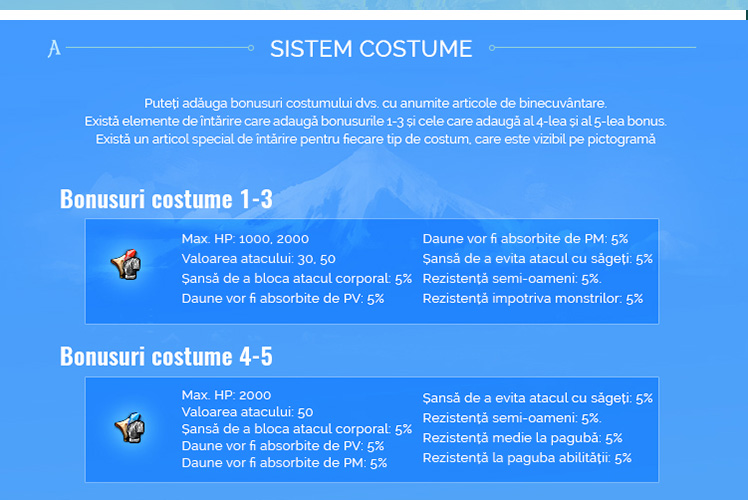 SISTEM COSTUME
Puteți adăuga bonusuri costumului dvs. cu anumite articole de binecuvântare.
Există elemente de întărire care adaugă bonusurile 1-3 și cele care adaugă al 4-lea și al 5-lea bonus.
Există un articol special de întărire pentru fiecare tip de costum, care este vizibil pe pictogramă
Bonusuri costume 1-3
Max. HP: 1000, 2000
Valoarea atacului: 30, 50
Șansă de a bloca atacul corporal: 5%
Daune vor fi absorbite de PV: 5%
Daune vor fi absorbite de PM: 5%
Șansă de a evita atacul cu săgeți: 5%
Rezistență semi-oameni: 5%.
Rezistență impotriva monstrilor: 5%
Bonusuri costume 4-5
Max. HP: 2000
Valoarea atacului: 50
Șansă de a bloca atacul corporal: 5%
Daune vor fi absorbite de PV: 5%
Daune vor fi absorbite de PM: 5%
Șansă de a evita atacul cu săgeți: 5%
Rezistență semi-oameni: 5%.
Rezistență medie la pagubă: 5%
Rezistență la paguba abilității: 5%